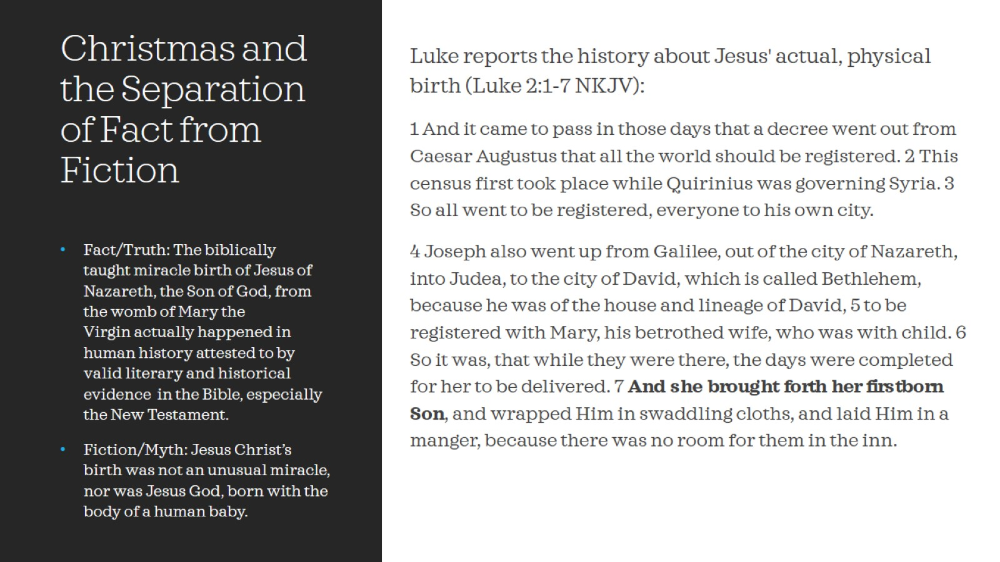 Christmas and
the Separation
of Fact from
Fiction
• Fact/Truth: The biblically
taught miracle birth of Jesus of
Nazareth, the Son of God, from
the womb of Mary the
Virgin actually happened in
human history attested to by
valid literary and historical
evidence  in the Bible, especially
the New Testament.
• Fiction/Myth: Jesus Christ’s
birth was not an unusual miracle,
nor was Jesus God, born with the
body of a human baby.
Luke reports the history about Jesus' actual, physical
birth (Luke 2:1-7 NKJV):
1 And it came to pass in those days that a decree went out from
Caesar Augustus that all the world should be registered. 2 This
census first took place while Quirinius was governing Syria. 3
So all went to be registered, everyone to his own city.
4 Joseph also went up from Galilee, out of the city of Nazareth,
into Judea, to the city of David, which is called Bethlehem,
because he was of the house and lineage of David, 5 to be
registered with Mary, his betrothed wife, who was with child. 6
So it was, that while they were there, the days were completed
for her to be delivered. 7 And she brought forth her firstborn
Son, and wrapped Him in swaddling cloths, and laid Him in a
manger, because there was no room for them in the inn.